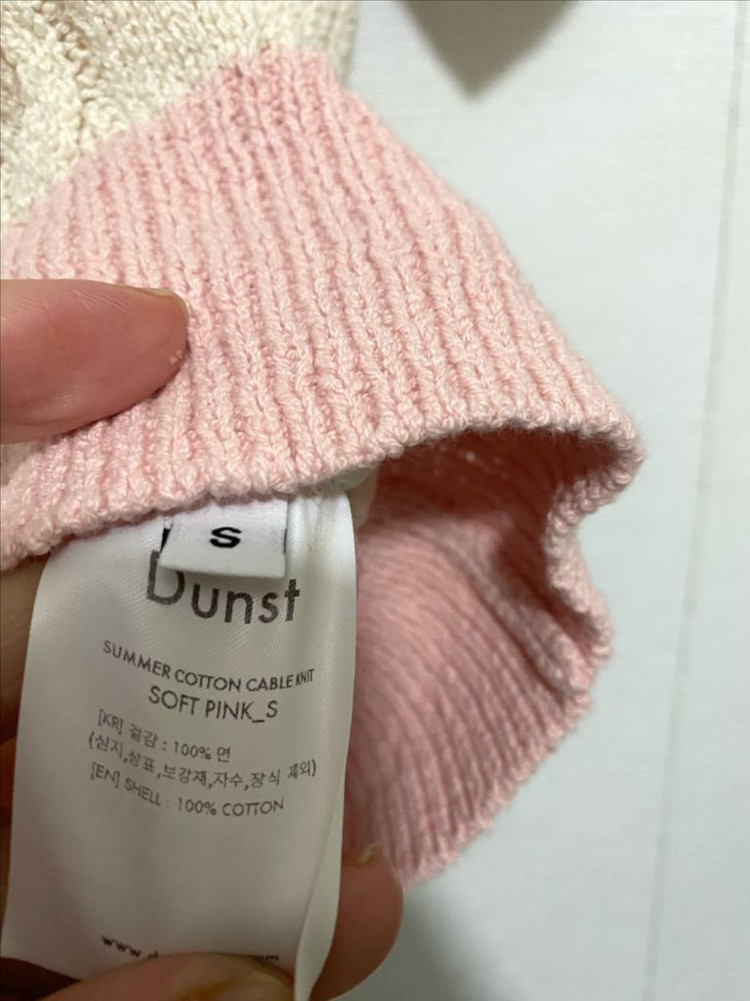 S
Dunst
SUMMER COTTON CABLE KNIT
SOFT PINK_S
[KR] 겉감 : 100% 면
(심지,상표,보강재,자수,장식 제외)
[EN] SHELL : 100% COTTON
www.d